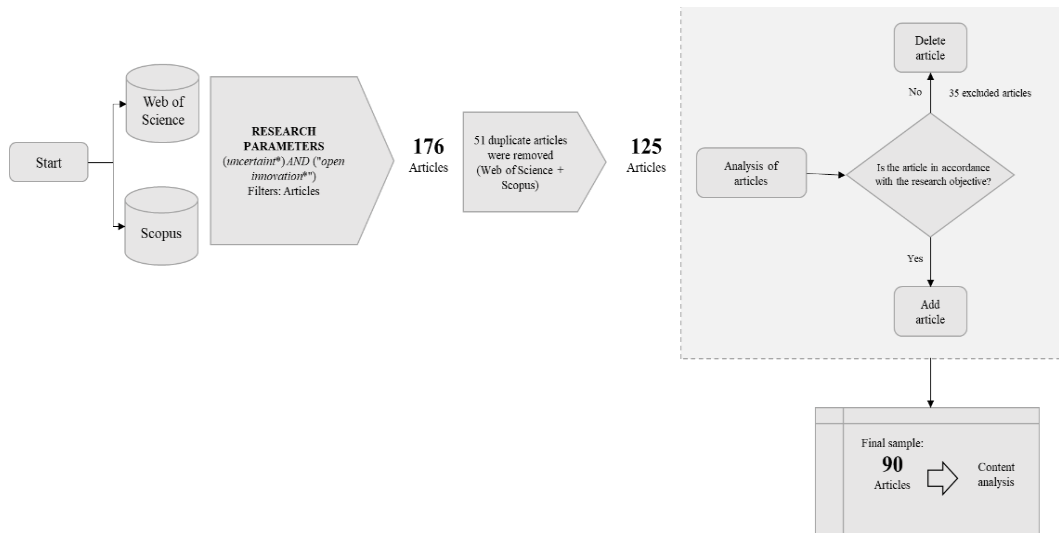 Start
Web of
Science
Scopus
RESEARCH
PARAMETERS
(uncertaint*) AND ("open
innovation*")
Filters: Articles
176
Articles
51 duplicate articles
were removed
(Web of Science +
Scopus)
125
Articles
Analysis of
articles
Delete
article
No
35 excluded articles
Is the article in accordance
with the research objective?
Yes
Add
article
Final sample:
90
Articles
Content
analysis